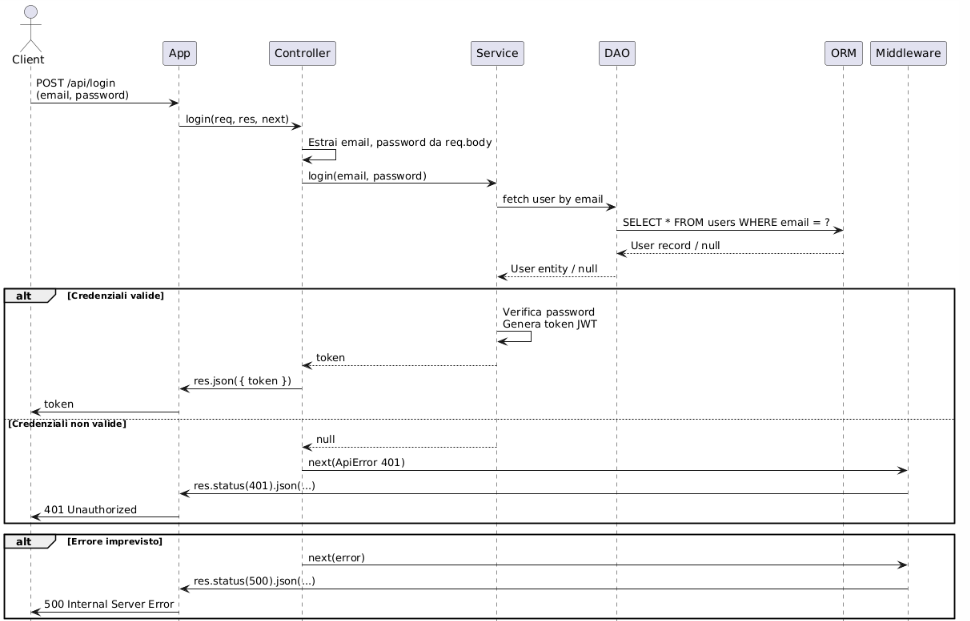 Client
App
Controller
Service
DAO
ORM
Middleware
POST /api/login
(email, password)
login(req, res, next)
Estrai email, password da req.body
login(email, password)
fetch user by email
SELECT * FROM users WHERE email = ?
User record / null
User entity / null
alt [Credenziali valide]
Verifica password
Genera token JWT
token
res.json({ token })
token
[Credenziali non valide]
null
next(ApiError 401)
res.status(401).json(...)
401 Unauthorized
alt [Errore imprevisto]
next(error)
res.status(500).json(...)
500 Internal Server Error